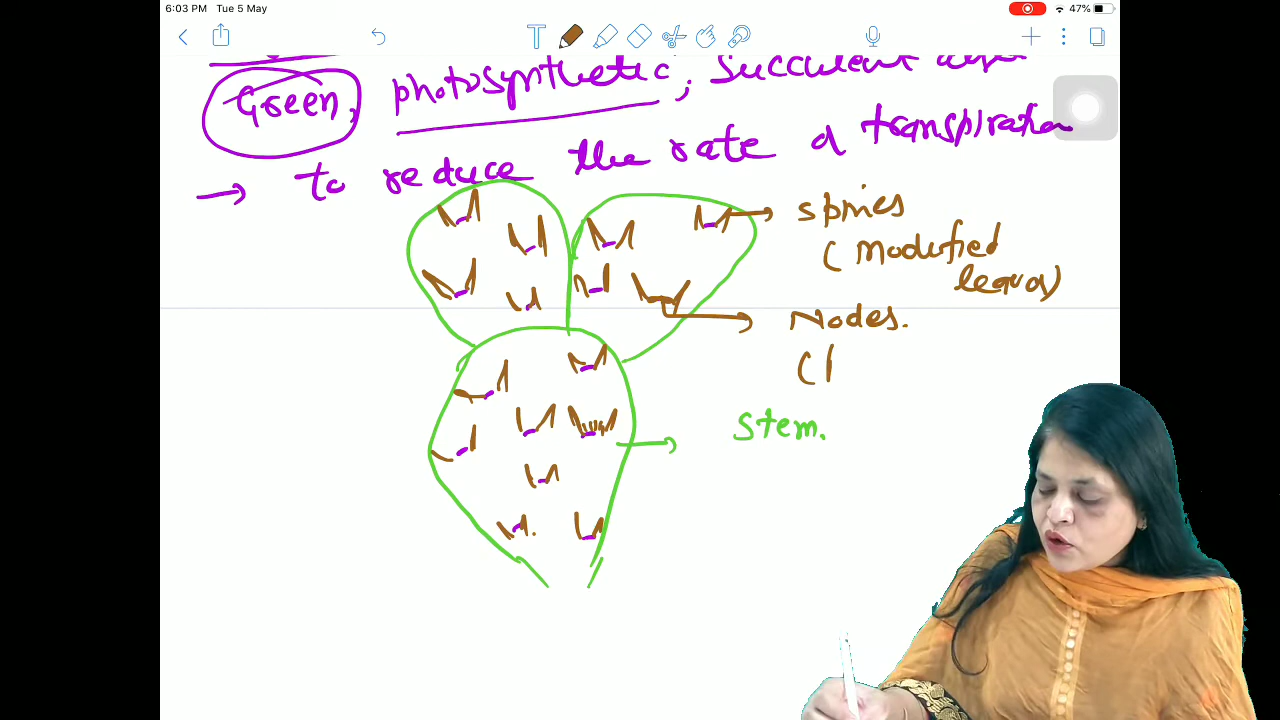 6:03 PM Tue 5 May 47%
T
Green, photosynthetic, succulent
→ to reduce the rate of transpiration
spines
(Modified
leaves)
Nodes.
(
Stem.